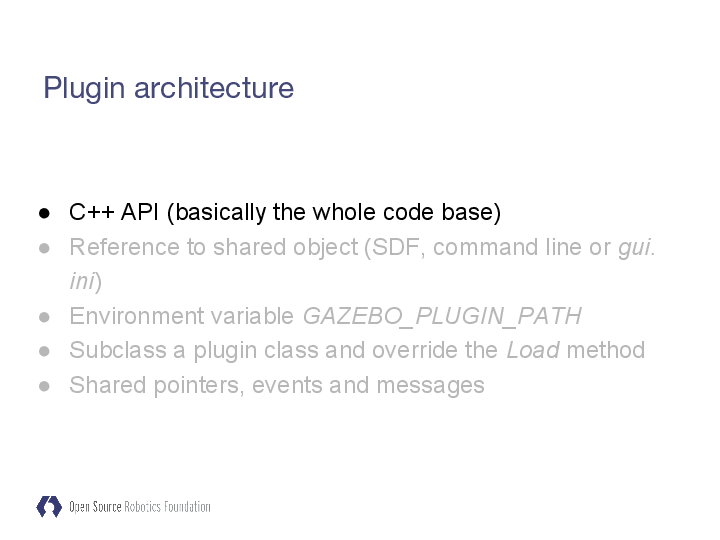 Plugin architecture
● C++ API (basically the whole code base)
● Reference to shared object (SDF, command line or gui.
ini)
● Environment variable GAZEBO_PLUGIN_PATH
● Subclass a plugin class and override the Load method
● Shared pointers, events and messages
Open Source Robotics Foundation